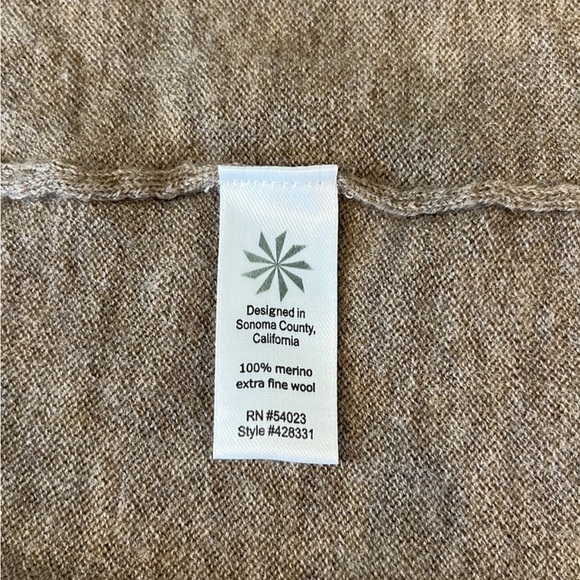 Designed in
Sonoma County,
California
100% merino
extra fine wool
RN #54023
Style #428331